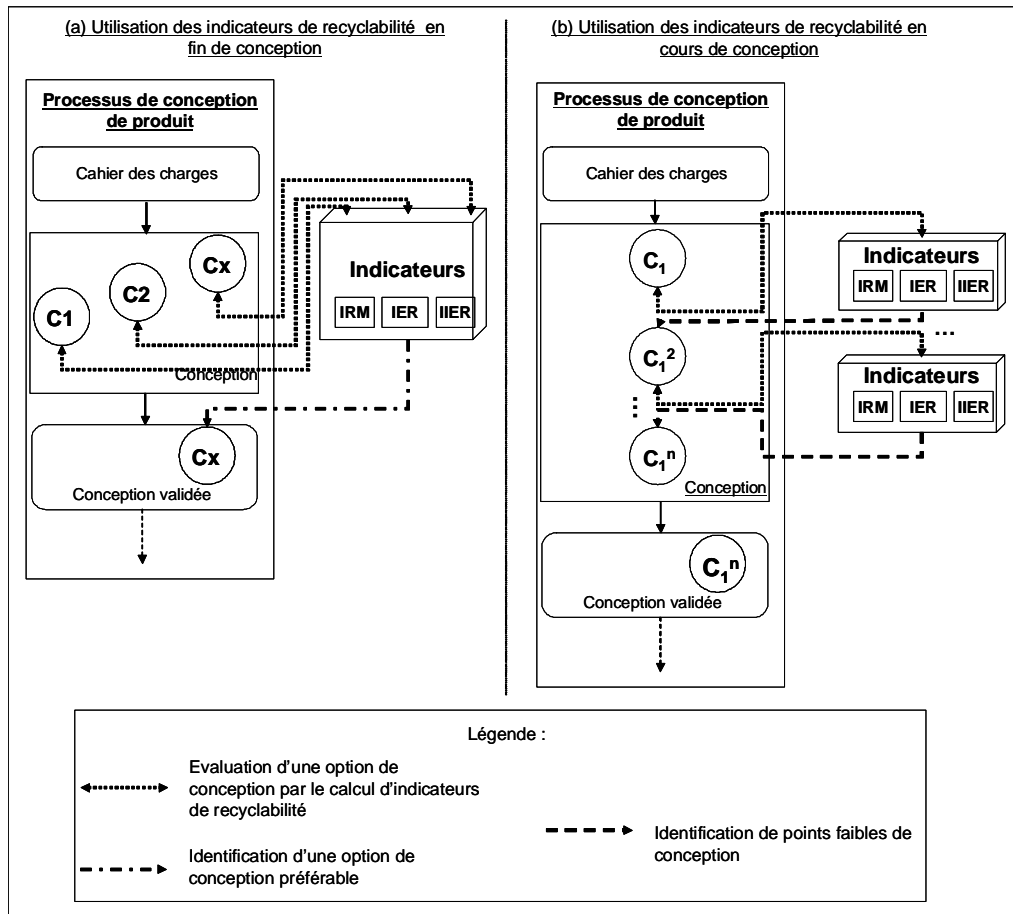 (a) Utilisation des indicateurs de recyclabilité en
fin de conception
Processus de conception
de produit
Cahier des charges
Cx
C2
C1
Conception
Indicateurs
IRM IER IIER
Cx
Conception validée
(b) Utilisation des indicateurs de recyclabilité en
cours de conception
Processus de conception
de produit
Cahier des charges
C₁
Indicateurs
IRM IER IIER
...
C₁²
Indicateurs
IRM IER IIER
...
C₁ⁿ
Conception
C₁ⁿ
Conception validée
Légende :
Evaluation d'une option de
conception par le calcul d'indicateurs
de recyclabilité
Identification d'une option de
conception préférable
Identification de points faibles de
conception